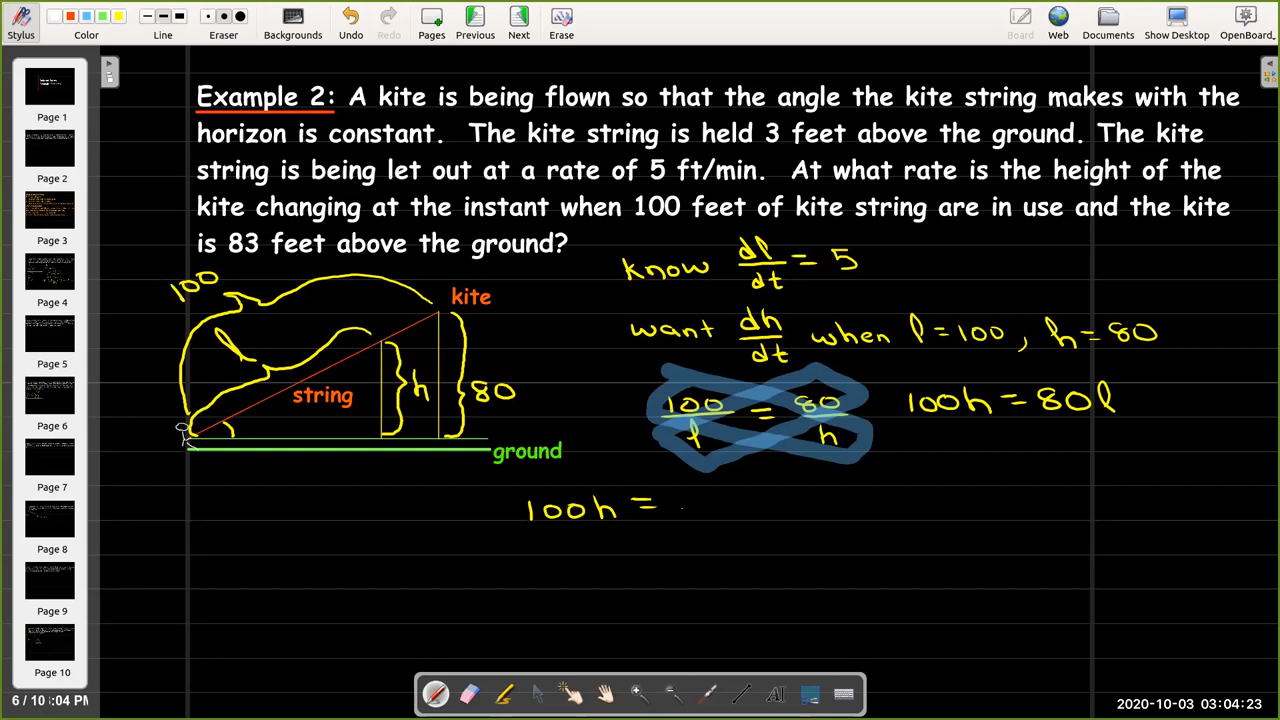 Stylus Color Line Eraser Backgrounds Undo Redo Pages Previous Next Erase Board Web Documents Show Desktop OpenBoard
Page 1
Page 2
Page 3
Page 4
Page 5
Page 6
Page 7
Page 8
Page 9
Page 10
Example 2: A kite is being flown so that the angle the kite string makes with the
horizon is constant. The kite string is held 3 feet above the ground. The kite
string is being let out at a rate of 5 ft/min. At what rate is the height of the
kite changing at the instant when 100 feet of kite string are in use and the kite
is 83 feet above the ground?
know dl/dt = 5
want dh/dt when l = 100, h = 80
100/l = 80/h
100h = 80l
100h =
100
l
kite
string
h
80
ground
6 / 10
:04 PM
2020-10-03 03:04:23